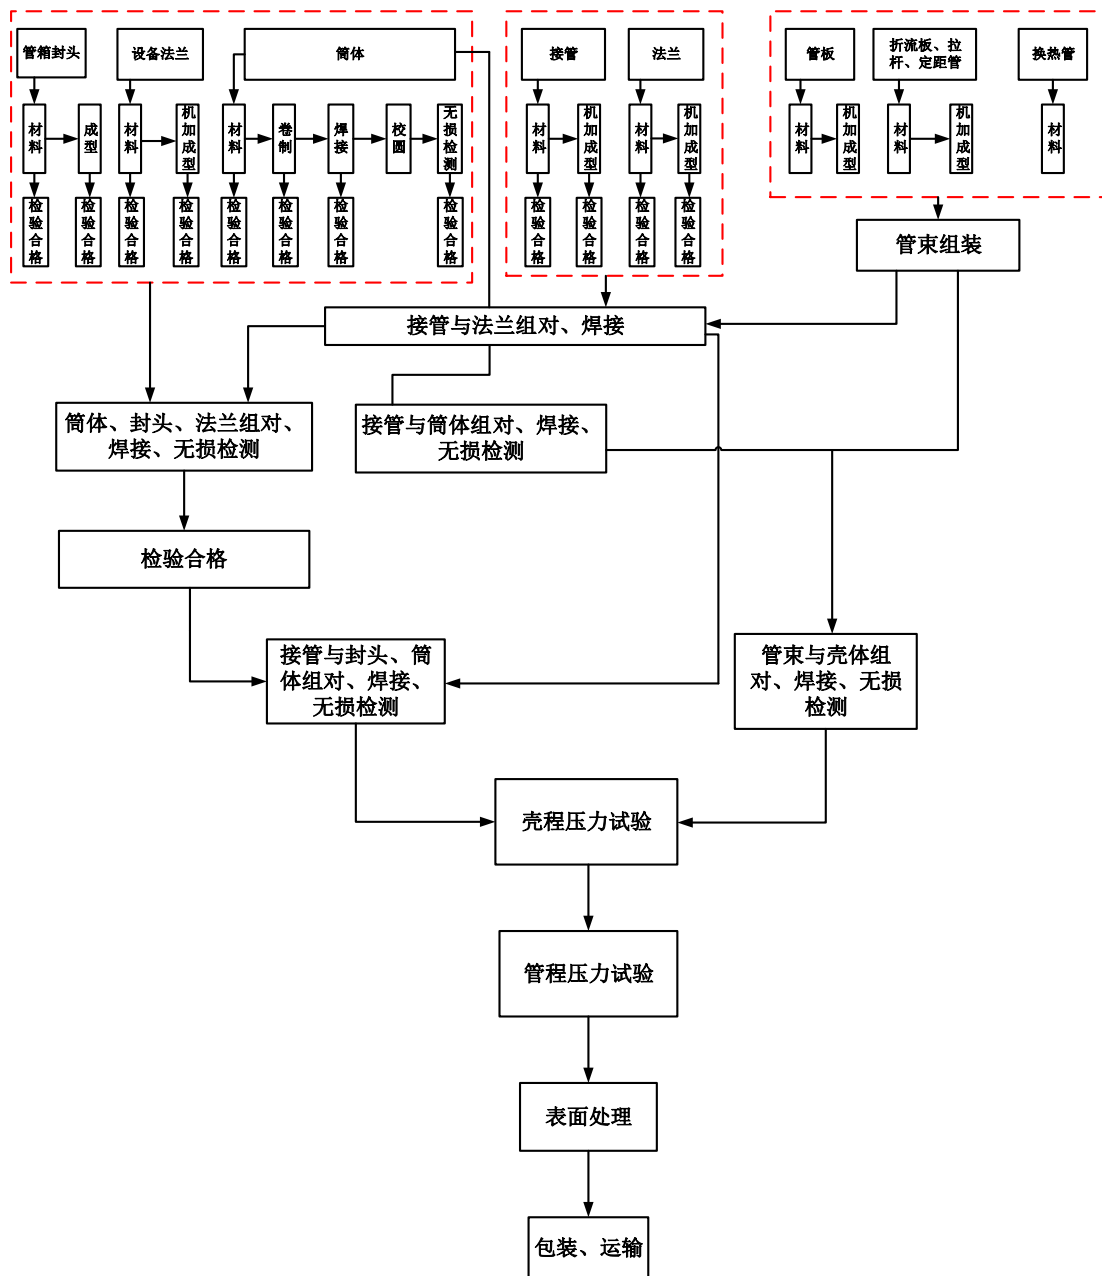 管箱封头
设备法兰
筒体
接管
法兰
管板
折流板、拉
杆、定距管
换热管
材料
成型
材料
机加成型
材料
卷制
焊接
校圆
无损检测
材料
机加成型
材料
机加成型
材料
机加成型
材料
机加成型
材料
检验合格
检验合格
检验合格
检验合格
检验合格
检验合格
检验合格
检验合格
检验合格
检验合格
检验合格
检验合格
管束组装
接管与法兰组对、焊接
筒体、封头、法兰组对、
焊接、无损检测
接管与筒体组对、焊接、
无损检测
检验合格
接管与封头、筒
体组对、焊接、
无损检测
管束与壳体组
对、焊接、无损
检测
壳程压力试验
管程压力试验
表面处理
包装、运输